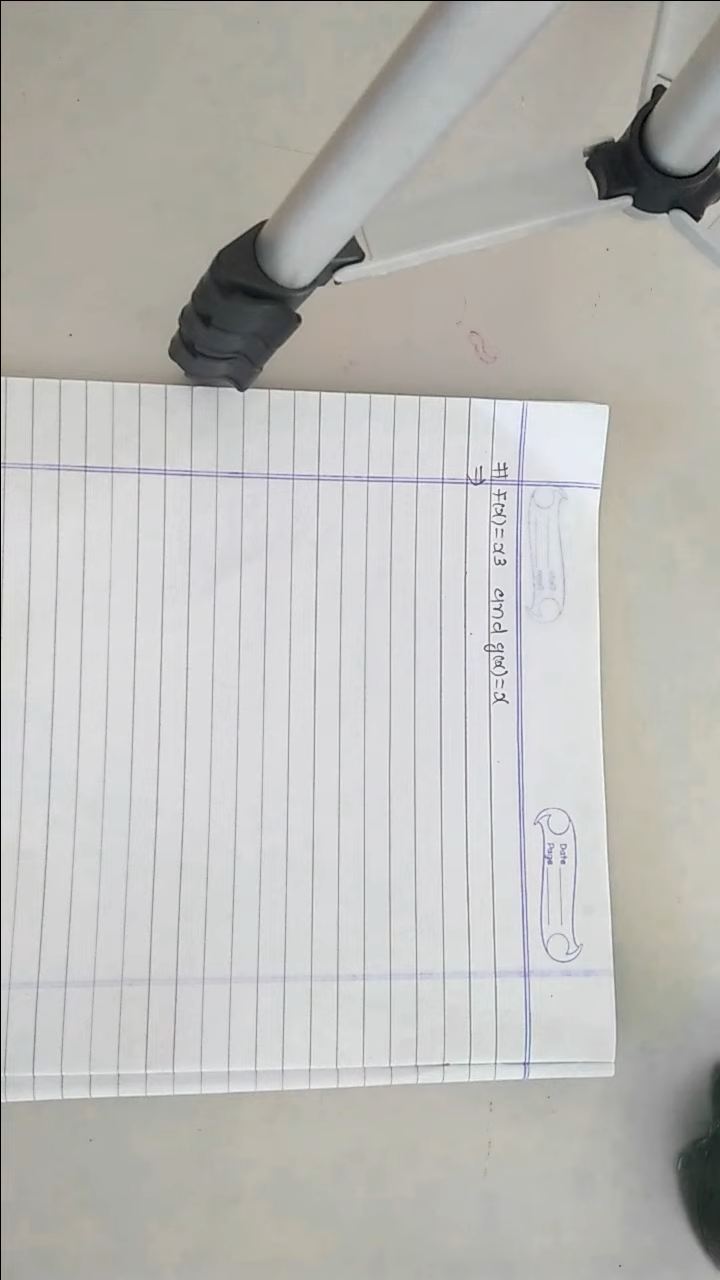 # F(x)=x3 and g(x)=x
⇒
Date
Page